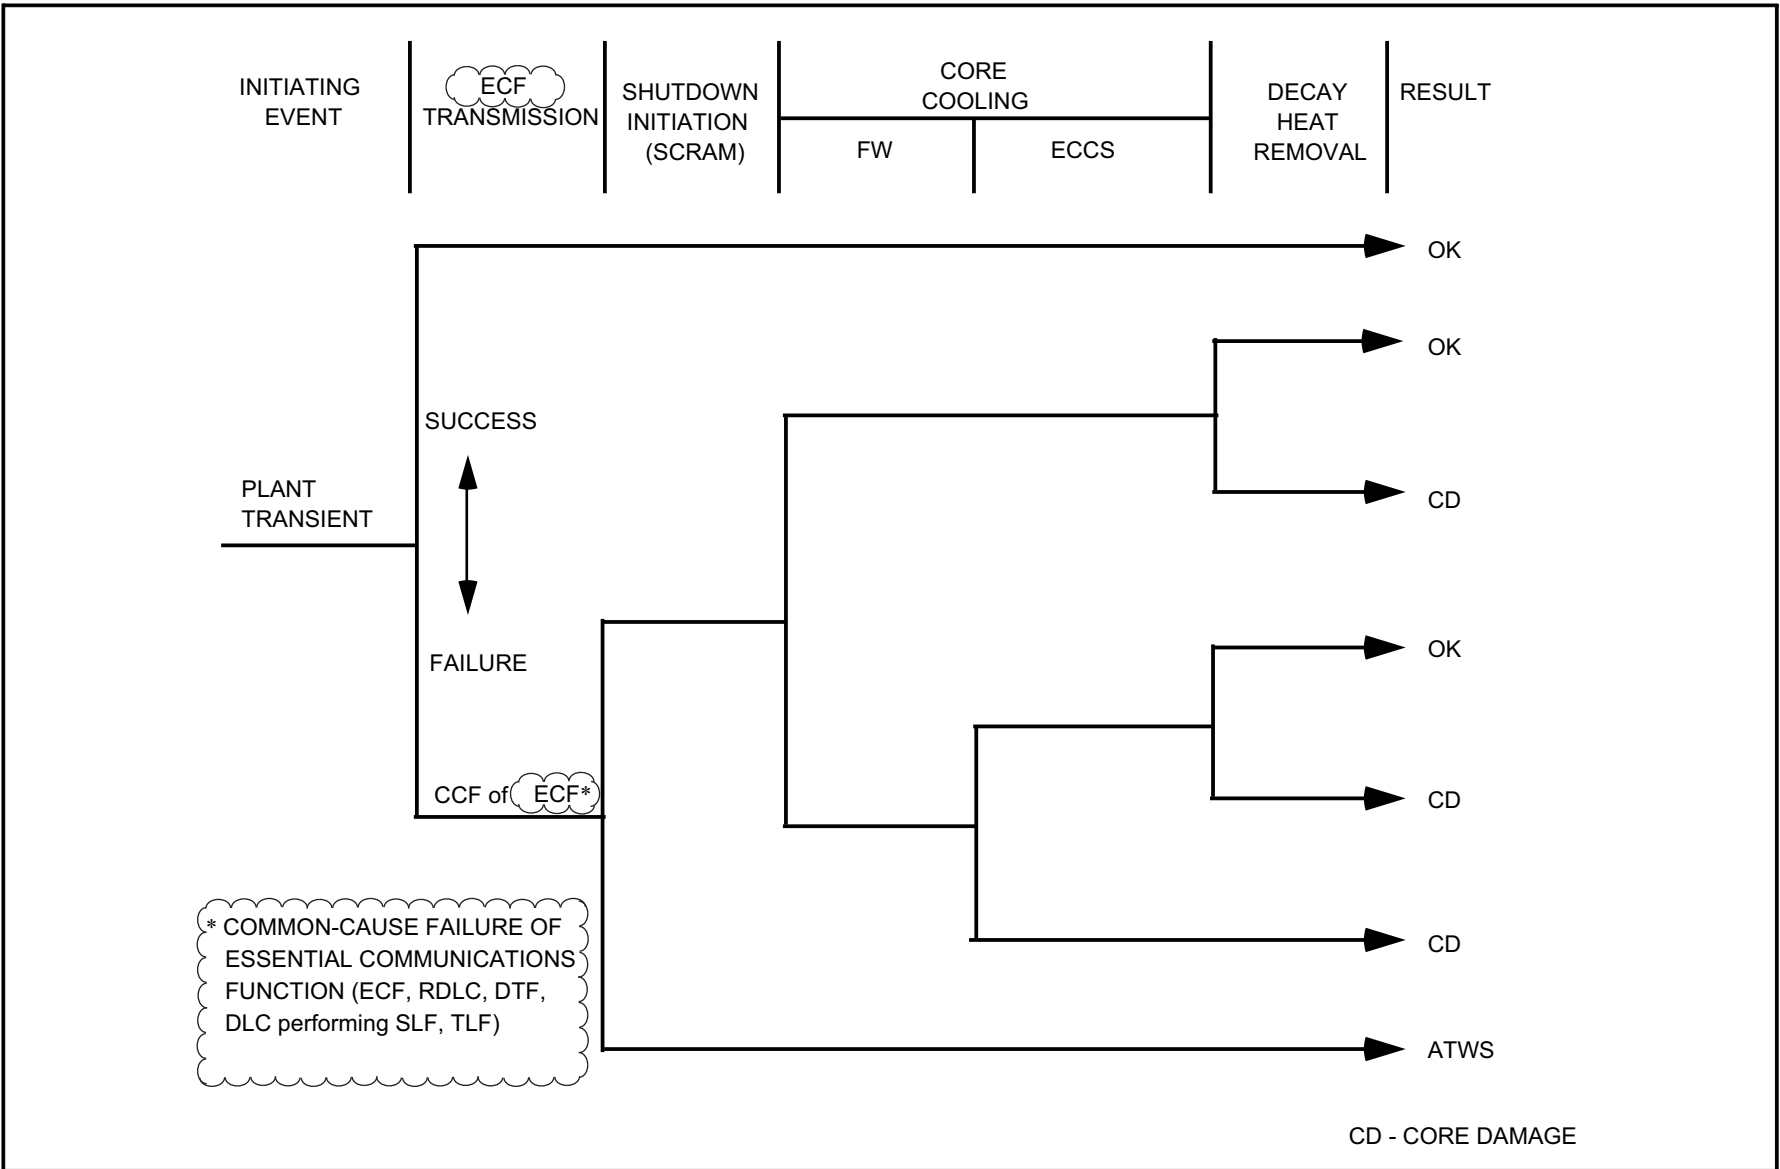 INITIATING
EVENT
ECF
TRANSMISSION
SHUTDOWN
INITIATION
(SCRAM)
CORE
COOLING
FW
ECCS
DECAY
HEAT
REMOVAL
RESULT
OK
OK
SUCCESS
CD
PLANT
TRANSIENT
OK
FAILURE
CCF of ECF*
CD
* COMMON-CAUSE FAILURE OF
ESSENTIAL COMMUNICATIONS
FUNCTION (ECF, RDLC, DTF,
DLC performing SLF, TLF)
CD
ATWS
CD - CORE DAMAGE